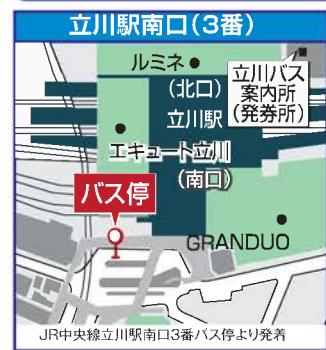 立川駅南口(3番)
ルミネ
立川バス
案内所
(発券所)
(北口)
立川駅
エキュート立川
(南口)
バス停
GRANDUO
JR中央線立川駅南口3番バス停より発着